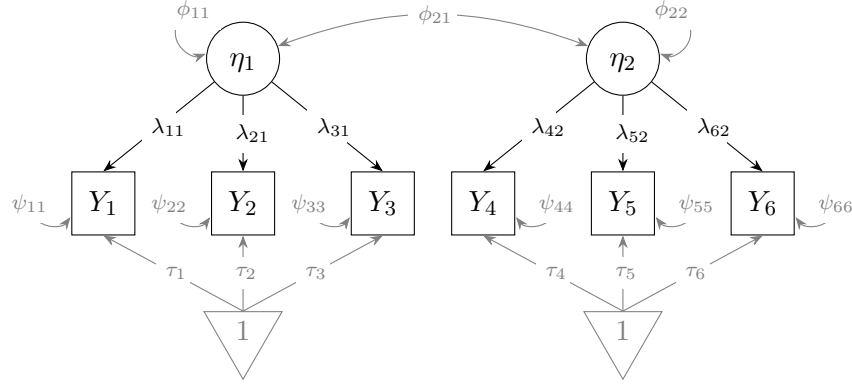 ϕ₁₁ ϕ₂₁ ϕ₂₂
η₁ η₂
λ₁₁ λ₂₁ λ₃₁ λ₄₂ λ₅₂ λ₆₂
ψ₁₁ Y₁ ψ₂₂ Y₂ ψ₃₃ Y₃ Y₄ ψ₄₄ Y₅ ψ₅₅ Y₆ ψ₆₆
τ₁ τ₂ τ₃ τ₄ τ₅ τ₆
1 1